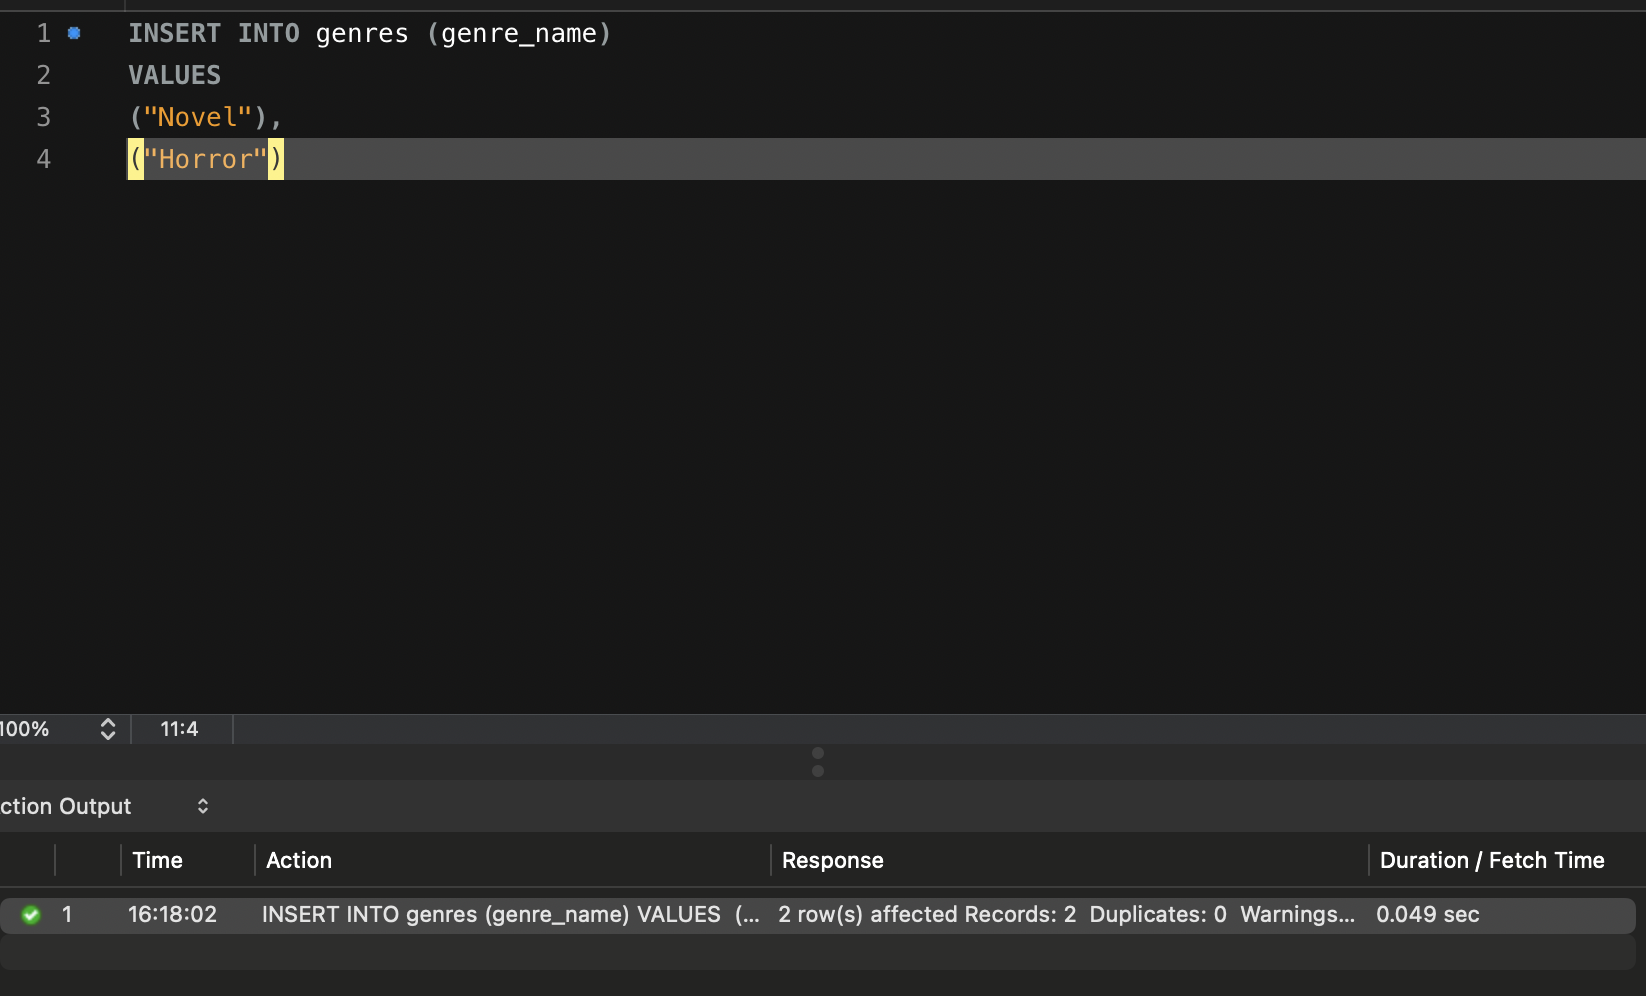 1 INSERT INTO genres (genre_name)
2 VALUES
3 ("Novel"),
4 ("Horror")
100% 11:4
ction Output
Time Action Response Duration / Fetch Time
1 16:18:02 INSERT INTO genres (genre_name) VALUES (... 2 row(s) affected Records: 2 Duplicates: 0 Warnings... 0.049 sec